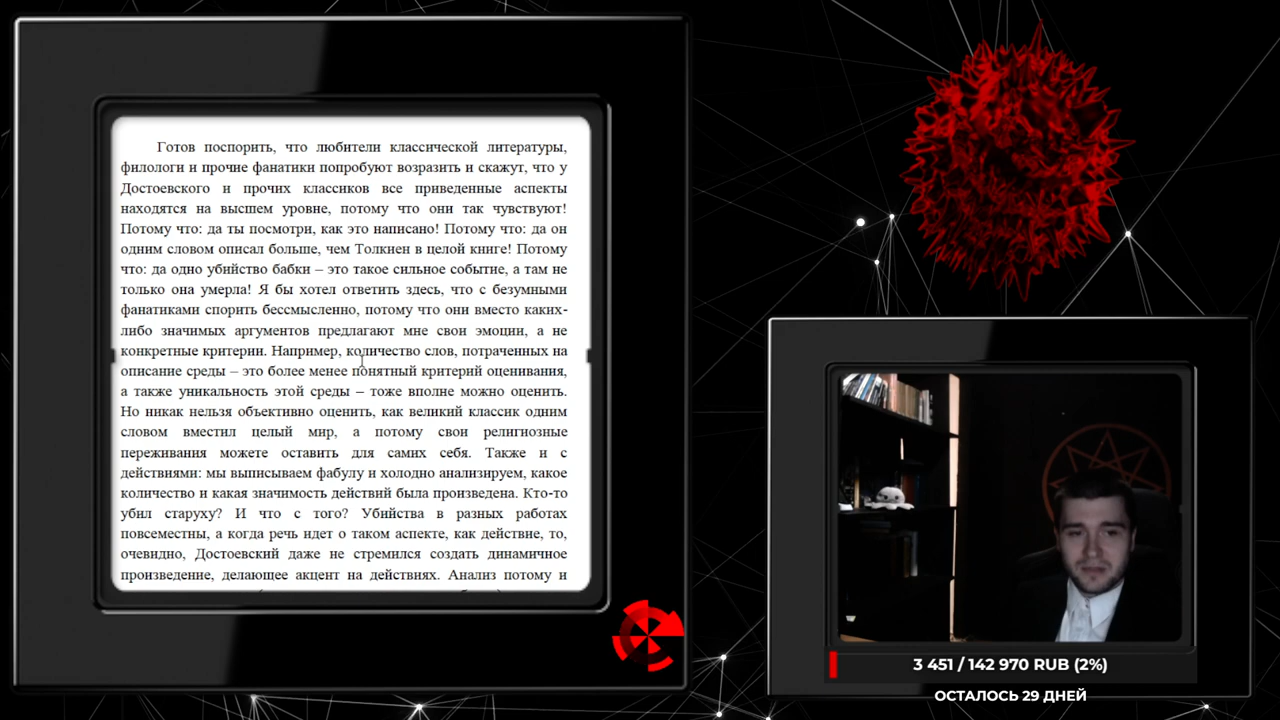 Готов поспорить, что любители классической литературы,
филологи и прочие фанатики попробуют возразить и скажут, что у
Достоевского и прочих классиков все приведенные аспекты
находятся на высшем уровне, потому что они так чувствуют!
Потому что: да ты посмотри, как это написано! Потому что: да он
одним словом описал больше, чем Толкиен в целой книге! Потому
что: да одно убийство бабки – это такое сильное событие, а там не
только она умерла! Я бы хотел ответить здесь, что с безумными
фанатиками спорить бессмысленно, потому что они вместо каких-
либо значимых аргументов предлагают мне свои эмоции, а не
конкретные критерии. Например, количество слов, потраченных на
описание среды – это более менее понятный критерий оценивания,
а также уникальность этой среды – тоже вполне можно оценить.
Но никак нельзя объективно оценить, как великий классик одним
словом вместил целый мир, а потому свои религиозные
переживания можете оставить для самих себя. Также и с
действиями: мы выписываем фабулу и холодно анализируем, какое
количество и какая значимость действий была произведена. Кто-то
убил старуху? И что с того? Убийства в разных работах
повсеместны, а когда речь идет о таком аспекте, как действие, то,
очевидно, Достоевский даже не стремился создать динамичное
произведение, делающее акцент на действиях. Анализ потому и
3 451 / 142 970 RUB (2%)
ОСТАЛОСЬ 29 ДНЕЙ